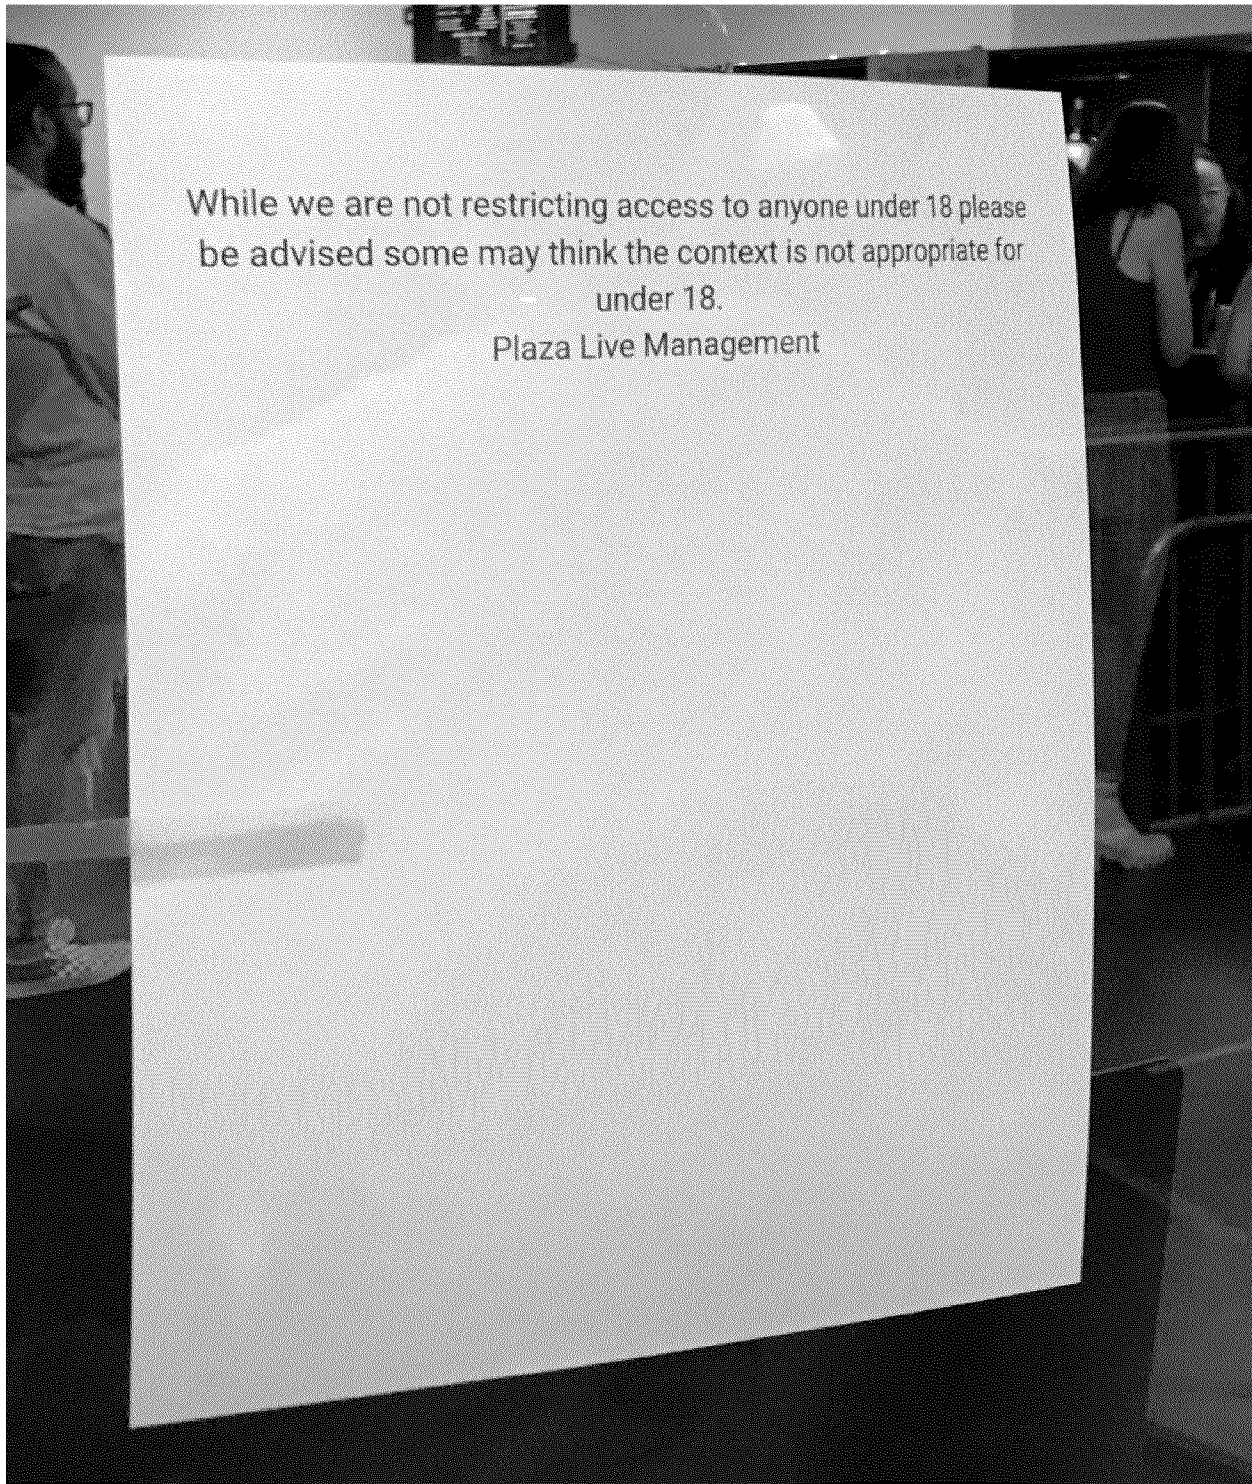 While we are not restricting access to anyone under 18 please
be advised some may think the context is not appropriate for
under 18.
Plaza Live Management